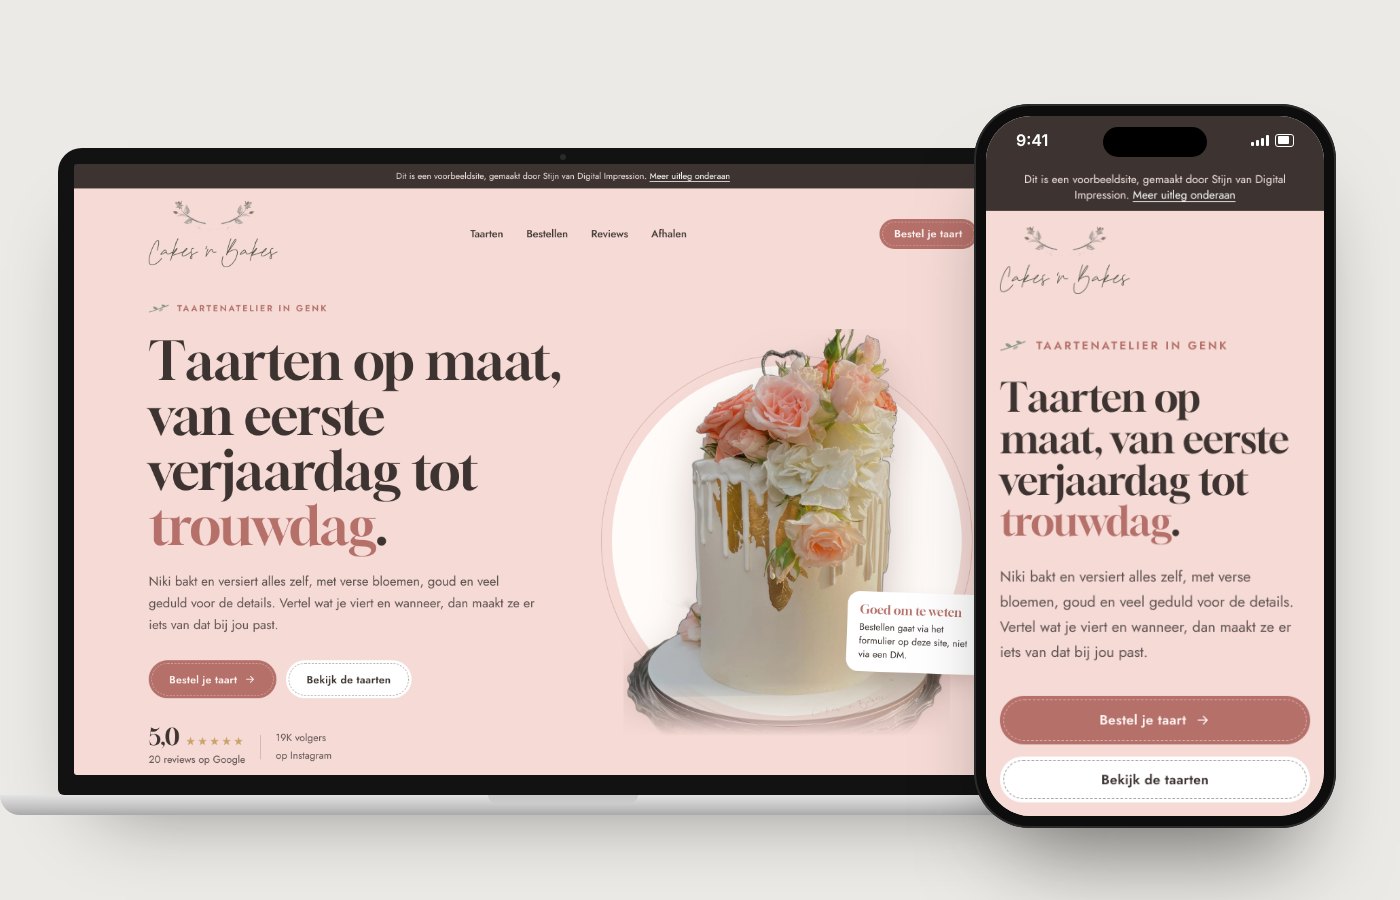 Dit is een voorbeeldsite, gemaakt door Stijn van Digital Impression. Meer uitleg onderaan
Cakes 'n Bakes
Taarten Bestellen Reviews Afhalen
Bestel je taart
TAARTENATELIER IN GENK
Taarten op maat,
van eerste
verjaardag tot
trouwdag.
Niki bakt en versiert alles zelf, met verse bloemen, goud en veel
geduld voor de details. Vertel wat je viert en wanneer, dan maakt ze er
iets van dat bij jou past.
Bestel je taart →
Bekijk de taarten
5,0 ★★★★★
20 reviews op Google
19K volgers
op Instagram
Goed om te weten
Bestellen gaat via het
formulier op deze site, niet
via een DM.
9:41
Dit is een voorbeeldsite, gemaakt door Stijn van Digital
Impression. Meer uitleg onderaan
Cakes 'n Bakes
TAARTENATELIER IN GENK
Taarten op
maat, van eerste
verjaardag tot
trouwdag.
Niki bakt en versiert alles zelf, met verse
bloemen, goud en veel geduld voor de details.
Vertel wat je viert en wanneer, dan maakt ze er
iets van dat bij jou past.
Bestel je taart →
Bekijk de taarten